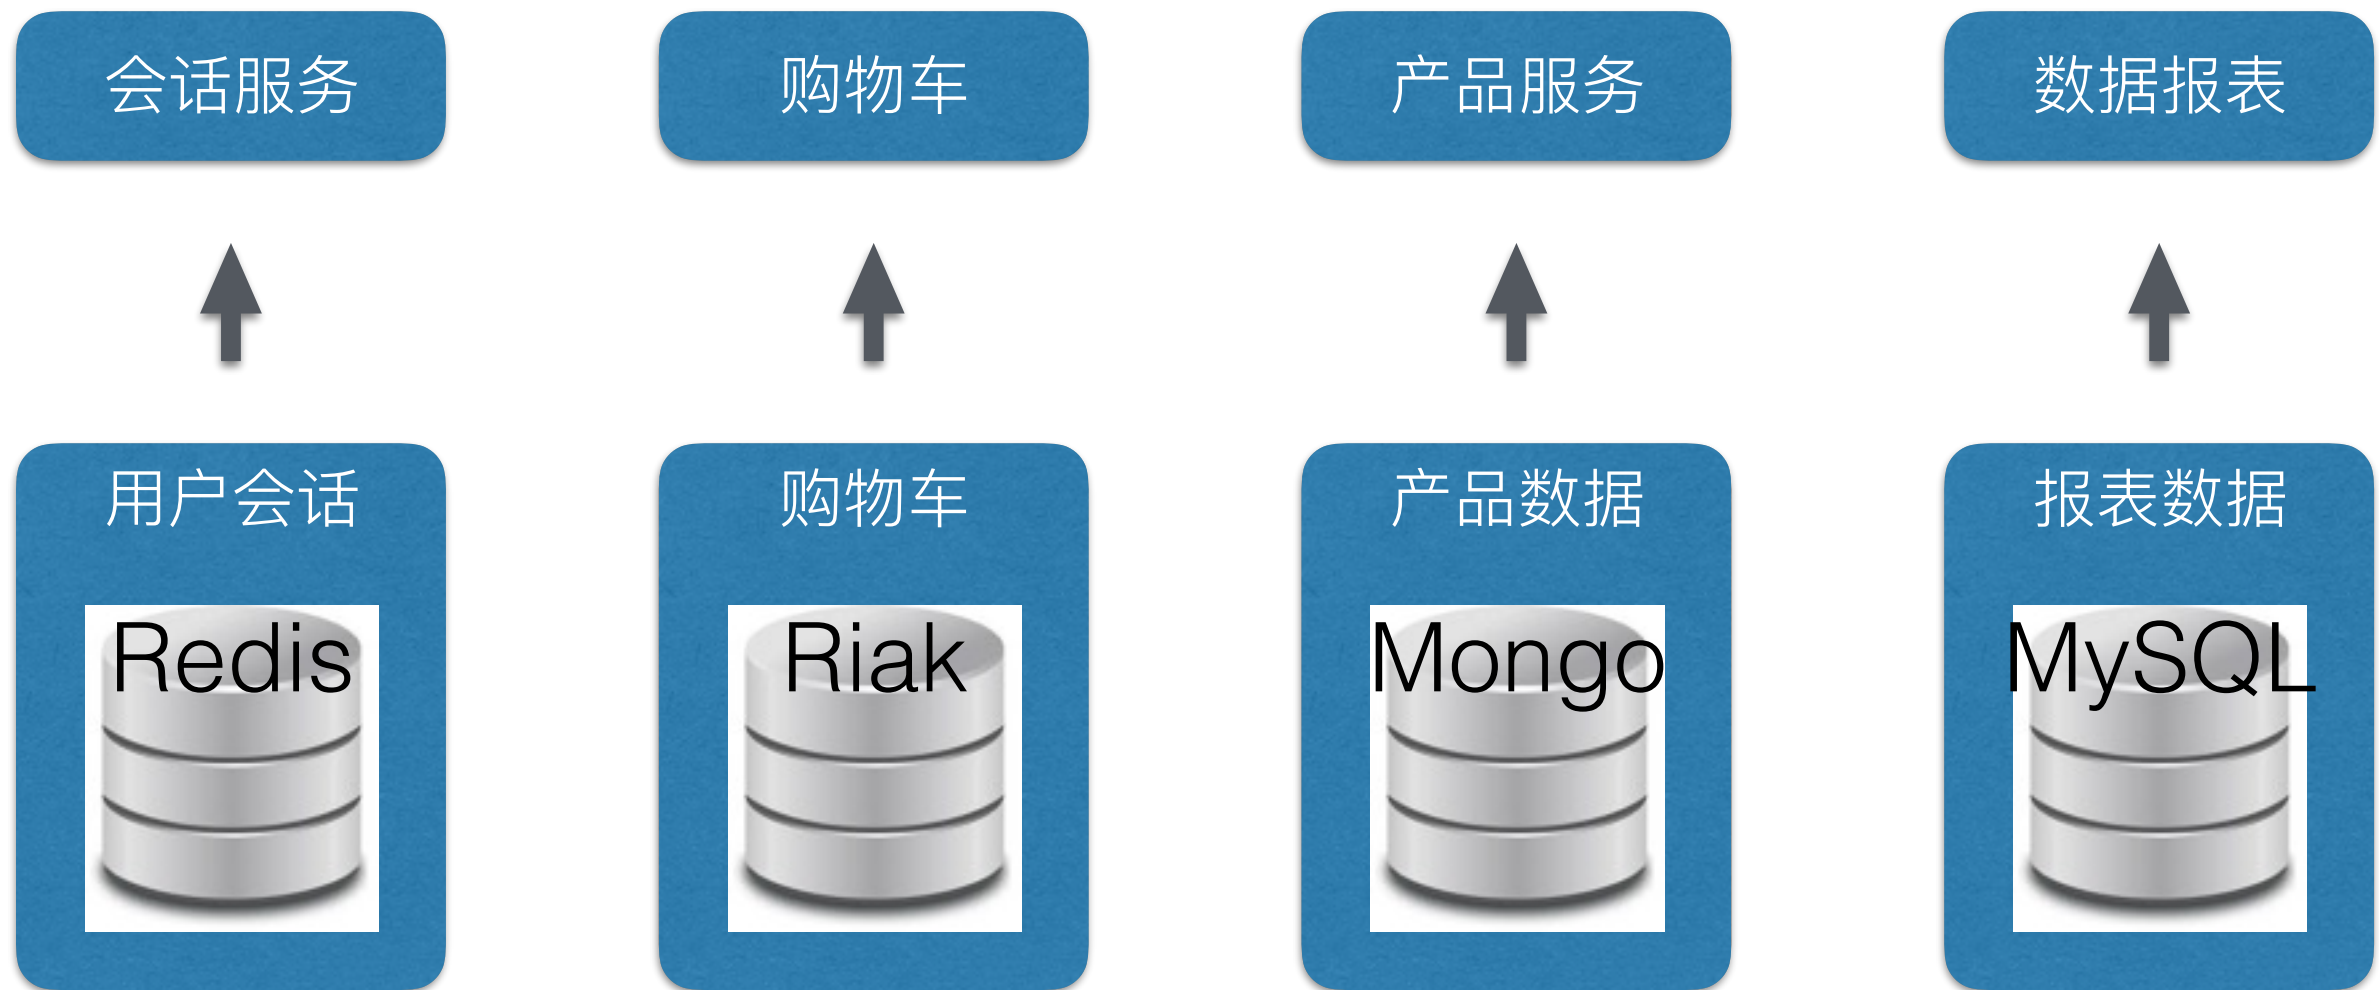 会话服务
购物车
产品服务
数据报表
用户会话
购物车
产品数据
报表数据
Redis
Riak
Mongo
MySQL